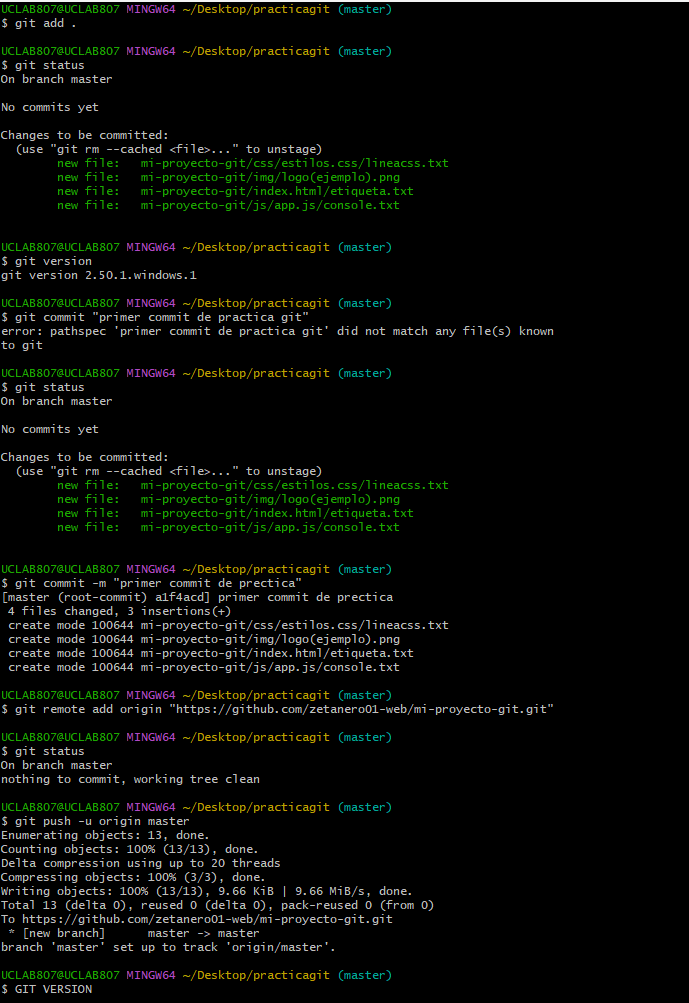 UCLAB807@UCLAB807 MINGW64 ~/Desktop/practicagit (master)
$ git add .
UCLAB807@UCLAB807 MINGW64 ~/Desktop/practicagit (master)
$ git status
On branch master
No commits yet
Changes to be committed:
  (use "git rm --cached <file>..." to unstage)
        new file:   mi-proyecto-git/css/estilos.css/lineacss.txt
        new file:   mi-proyecto-git/img/logo(ejemplo).png
        new file:   mi-proyecto-git/index.html/etiqueta.txt
        new file:   mi-proyecto-git/js/app.js/console.txt
UCLAB807@UCLAB807 MINGW64 ~/Desktop/practicagit (master)
$ git version
git version 2.50.1.windows.1
UCLAB807@UCLAB807 MINGW64 ~/Desktop/practicagit (master)
$ git commit "primer commit de practica git"
error: pathspec 'primer commit de practica git' did not match any file(s) known
to git
UCLAB807@UCLAB807 MINGW64 ~/Desktop/practicagit (master)
$ git status
On branch master
No commits yet
Changes to be committed:
  (use "git rm --cached <file>..." to unstage)
        new file:   mi-proyecto-git/css/estilos.css/lineacss.txt
        new file:   mi-proyecto-git/img/logo(ejemplo).png
        new file:   mi-proyecto-git/index.html/etiqueta.txt
        new file:   mi-proyecto-git/js/app.js/console.txt
UCLAB807@UCLAB807 MINGW64 ~/Desktop/practicagit (master)
$ git commit -m "primer commit de prectica"
[master (root-commit) a1f4acd] primer commit de prectica
 4 files changed, 3 insertions(+)
 create mode 100644 mi-proyecto-git/css/estilos.css/lineacss.txt
 create mode 100644 mi-proyecto-git/img/logo(ejemplo).png
 create mode 100644 mi-proyecto-git/index.html/etiqueta.txt
 create mode 100644 mi-proyecto-git/js/app.js/console.txt
UCLAB807@UCLAB807 MINGW64 ~/Desktop/practicagit (master)
$ git remote add origin "https://github.com/zetanero01-web/mi-proyecto-git.git"
UCLAB807@UCLAB807 MINGW64 ~/Desktop/practicagit (master)
$ git status
On branch master
nothing to commit, working tree clean
UCLAB807@UCLAB807 MINGW64 ~/Desktop/practicagit (master)
$ git push -u origin master
Enumerating objects: 13, done.
Counting objects: 100% (13/13), done.
Delta compression using up to 20 threads
Compressing objects: 100% (3/3), done.
Writing objects: 100% (13/13), 9.66 KiB | 9.66 MiB/s, done.
Total 13 (delta 0), reused 0 (delta 0), pack-reused 0 (from 0)
To https://github.com/zetanero01-web/mi-proyecto-git.git
 * [new branch]      master -> master
branch 'master' set up to track 'origin/master'.
UCLAB807@UCLAB807 MINGW64 ~/Desktop/practicagit (master)
$ GIT VERSION